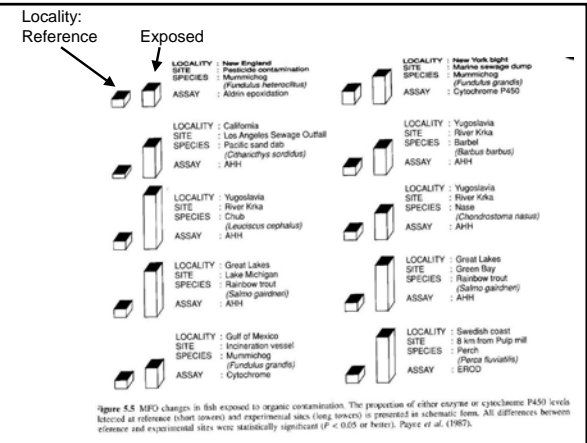 Locality:
Reference Exposed
LOCALITY : New England
SITE : Pesticide contamination
SPECIES : Mummichog
(Fundulus heterocilius)
ASSAY : Aldrin epoxidation
LOCALITY : New York bight
SITE : Marine sewage dump
SPECIES : Mummichog
(Fundulus grandis)
ASSAY : Cytochrome P450
LOCALITY : California
SITE : Los Angeles Sewage Outfall
SPECIES : Pacific sand dab
(Citharicthys sordidus)
ASSAY : AHH
LOCALITY : Yugoslavia
SITE : River Krka
SPECIES : Barbel
(Barbus barbus)
ASSAY : AHH
LOCALITY : Yugoslavia
SITE : River Krka
SPECIES : Chub
(Leuciscus cephalus)
ASSAY : AHH
LOCALITY : Yugoslavia
SITE : River Krka
SPECIES : Nase
(Chondrostoma nasus)
ASSAY : AHH
LOCALITY : Great Lakes
SITE : Lake Michigan
SPECIES : Rainbow trout
(Salmo gairdneri)
ASSAY : AHH
LOCALITY : Great Lakes
SITE : Green Bay
SPECIES : Rainbow trout
(Salmo gairdneri)
ASSAY : AHH
LOCALITY : Gulf of Mexico
SITE : Incineration vessel
SPECIES : Mummichog
(Fundulus grandis)
ASSAY : Cytochrome
LOCALITY : Swedish coast
SITE : 8 km from Pulp mill
SPECIES : Perch
(Perca fluviatilis)
ASSAY : EROD
Figure 5.5 MFO changes in fish exposed to organic contamination. The proportion of either enzyme or cytochrome P450 levels
detected at reference (short towers) and experimental sites (long towers) is presented in schematic form. All differences between
reference and experimental sites were statistically significant (P < 0.05 or better). Payne et al. (1987).